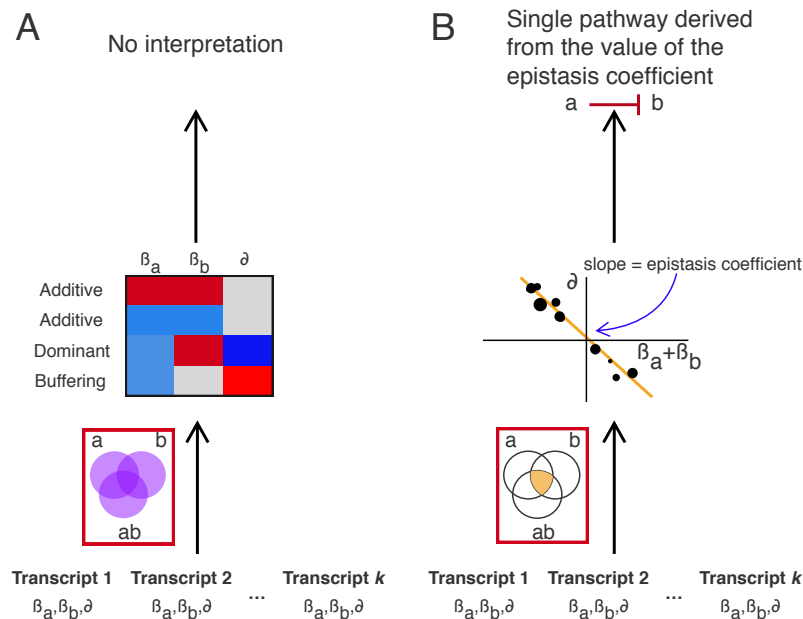 A
No interpretation
ßa ßb ∂
Additive
Additive
Dominant
Buffering
a b
ab
Transcript 1 Transcript 2 ... Transcript k
ßa,ßb,∂ ßa,ßb,∂ ßa,ßb,∂
B
Single pathway derived
from the value of the
epistasis coefficient
a b
slope = epistasis coefficient
∂
ßa+ßb
a b
ab
Transcript 1 Transcript 2 ... Transcript k
ßa,ßb,∂ ßa,ßb,∂ ßa,ßb,∂